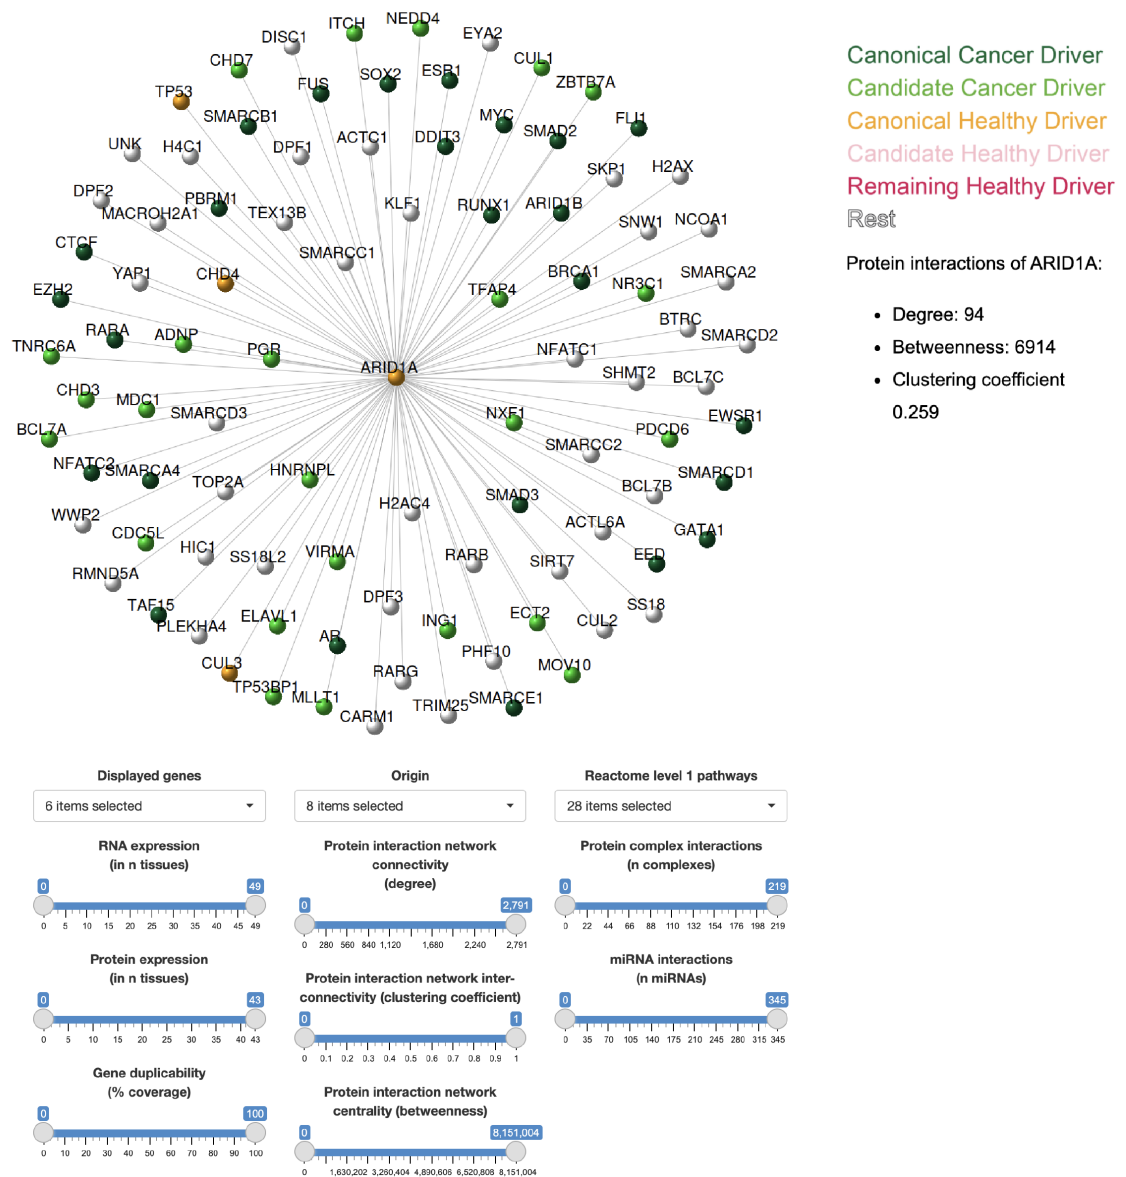 ITCH
NEDD4
DISC1
EYA2
CHD7
CUL1
FUS
SOX2
ESR1
ZBTB7A
TP53
SMARCB1
ACTC1
DDIT3
MYC
SMAD2
FLI1
UNK
H4C1
DPF1
SKP1
H2AX
DPF2
PBRM1
MACROH2A1
TEX13B
KLF1
RUNX1
ARID1B
SNW1
NCOA1
CTCF
SMARCC1
YAP1
CHD4
BRCA1
NR3C1
SMARCA2
EZH2
TFAP4
RARA
ADNP
BTRC
SMARCD2
TNRC6A
PGR
NFATC1
ARID1A
SHMT2
BCL7C
CHD3
MDC1
SMARCD3
NXF1
EWSR1
BCL7A
PDCD6
SMARCC2
NFATC2
SMARCA4
HNRNPL
SMARCD1
TOP2A
BCL7B
WWP2
H2AC4
SMAD3
ACTL6A
GATA1
CDC5L
HIC1
SS18L2
VIRMA
RARB
SIRT7
EED
RMND5A
TAF15
DPF3
SS18
PLEKHA4
ELAVL1
ING1
ECT2
CUL2
AR
PHF10
CUL3
RARG
MOV10
TP53BP1
MLLT1
CARM1
TRIM25
SMARCE1
Canonical Cancer Driver
Candidate Cancer Driver
Canonical Healthy Driver
Candidate Healthy Driver
Remaining Healthy Driver
Rest
Protein interactions of ARID1A:
• Degree: 94
• Betweenness: 6914
• Clustering coefficient
0.259
Displayed genes
6 items selected
Origin
8 items selected
Reactome level 1 pathways
28 items selected
RNA expression
(in n tissues)
0 49
0 5 10 15 20 25 30 35 40 45 49
Protein interaction network
connectivity
(degree)
0 2,791
0 280 560 840 1,120 1,680 2,240 2,791
Protein complex interactions
(n complexes)
0 219
0 22 44 66 88 110 132 154 176 198 219
Protein expression
(in n tissues)
0 43
0 5 10 15 20 25 30 35 40 43
Protein interaction network inter-
connectivity (clustering coefficient)
0 1
0 0.1 0.2 0.3 0.4 0.5 0.6 0.7 0.8 0.9 1
miRNA interactions
(n miRNAs)
0 345
0 35 70 105 140 175 210 245 280 315 345
Gene duplicability
(% coverage)
0 100
0 10 20 30 40 50 60 70 80 90 100
Protein interaction network
centrality (betweenness)
0 8,151,004
0 1,630,202 3,260,404 4,890,606 6,520,808 8,151,004